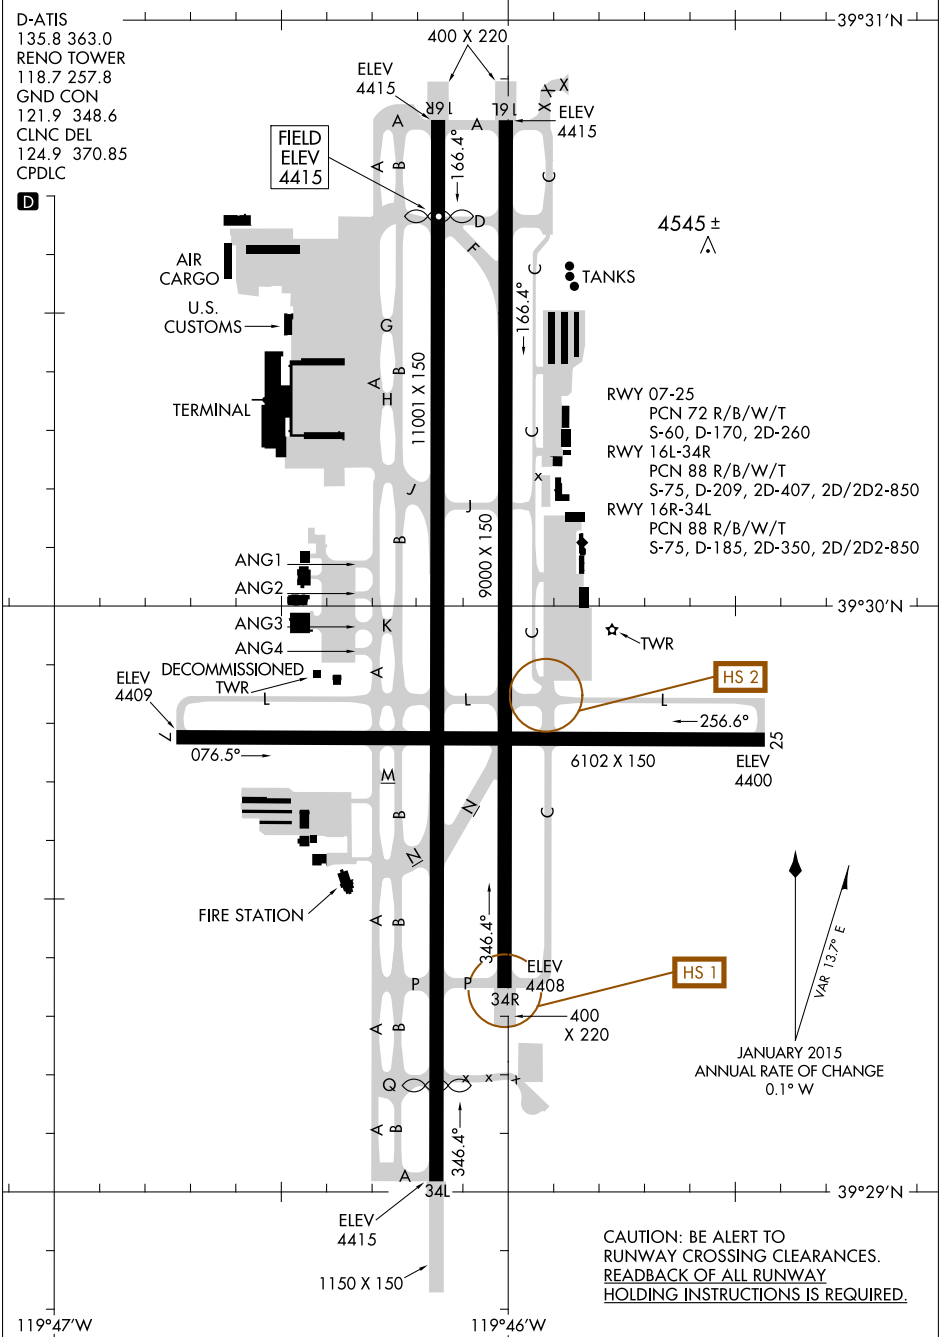 D-ATIS
135.8 363.0
RENO TOWER
118.7 257.8
GND CON
121.9 348.6
CLNC DEL
124.9 370.85
CPDLC
D
39°31'N
400 X 220
ELEV
4415
16R
16L
ELEV
4415
A
A
FIELD
ELEV
4415
A
B
166.4°
C
X
X
X
D
F
4545 ±
AIR
CARGO
C
TANKS
U.S.
CUSTOMS
G
166.4°
A
B
H
11001 X 150
TERMINAL
C
RWY 07-25
PCN 72 R/B/W/T
S-60, D-170, 2D-260
RWY 16L-34R
PCN 88 R/B/W/T
S-75, D-209, 2D-407, 2D/2D2-850
RWY 16R-34L
PCN 88 R/B/W/T
S-75, D-185, 2D-350, 2D/2D2-850
X
J
J
B
9000 X 150
ANG1
ANG2
ANG3
ANG4
K
39°30'N
C
TWR
DECOMMISSIONED
TWR
A
HS 2
ELEV
4409
L
L
L
256.6°
7
25
076.5°
6102 X 150
ELEV
4400
M
B
N
N
C
FIRE STATION
A
B
346.4°
ELEV
4408
HS 1
P
P
34R
400
X 220
A
B
VAR 13.7° E
JANUARY 2015
ANNUAL RATE OF CHANGE
0.1° W
Q
X
X
X
A
B
346.4°
A
34L
39°29'N
ELEV
4415
1150 X 150
CAUTION: BE ALERT TO
RUNWAY CROSSING CLEARANCES.
READBACK OF ALL RUNWAY
HOLDING INSTRUCTIONS IS REQUIRED.
119°47'W
119°46'W